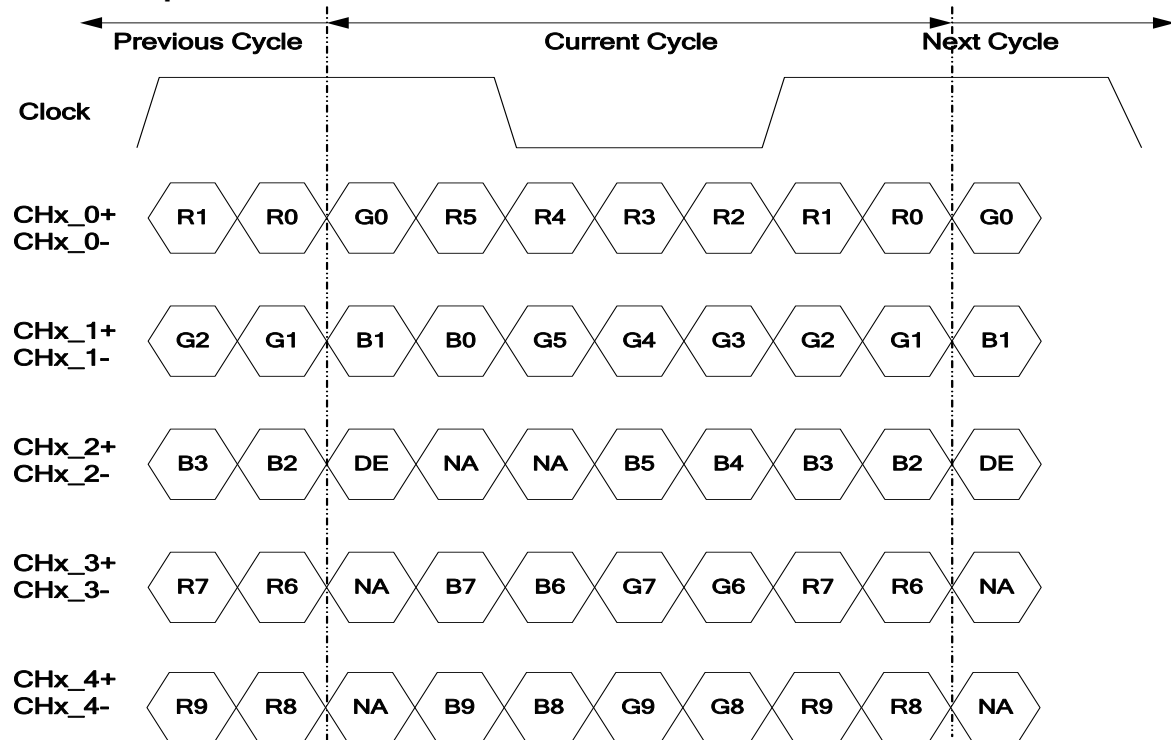 Previous Cycle Current Cycle Next Cycle
Clock
CHx_0+
CHx_0-
R1 R0 G0 R5 R4 R3 R2 R1 R0 G0
CHx_1+
CHx_1-
G2 G1 B1 B0 G5 G4 G3 G2 G1 B1
CHx_2+
CHx_2-
B3 B2 DE NA NA B5 B4 B3 B2 DE
CHx_3+
CHx_3-
R7 R6 NA B7 B6 G7 G6 R7 R6 NA
CHx_4+
CHx_4-
R9 R8 NA B9 B8 G9 G8 R9 R8 NA